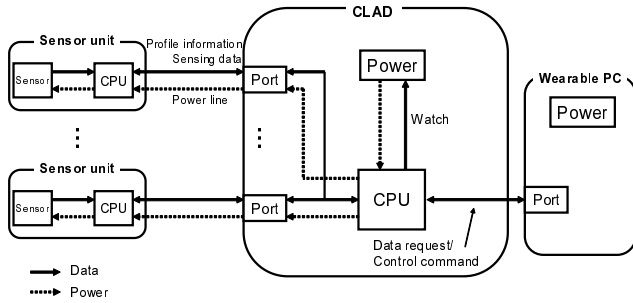 CLAD
Sensor unit
Profile information
Sensing data
Sensor
CPU
Port
Power
Wearable PC
Power
Power line
Watch
Sensor unit
Sensor
CPU
Port
CPU
Port
Data request/
Control command
Data
Power